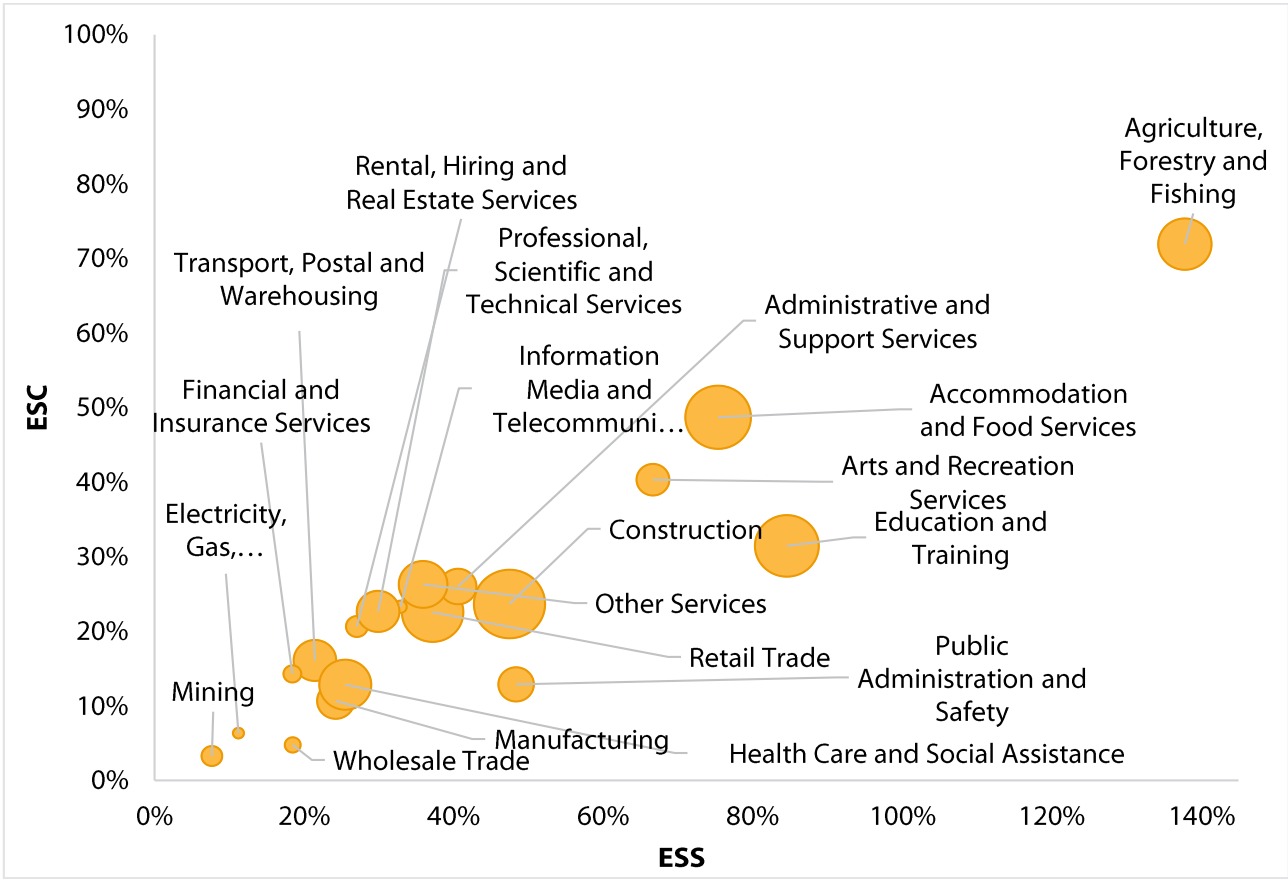 100%
90%
80%
70%
60%
50%
40%
30%
20%
10%
0%
ESC
Agriculture,
Forestry and
Fishing
Rental, Hiring and
Real Estate Services
Professional,
Scientific and
Technical Services
Transport, Postal and
Warehousing
Administrative and
Support Services
Information
Media and
Telecommuni…
Financial and
Insurance Services
Accommodation
and Food Services
Arts and Recreation
Services
Electricity,
Gas,…
Education and
Training
Construction
Other Services
Retail Trade
Public
Administration and
Safety
Mining
Manufacturing
Wholesale Trade
Health Care and Social Assistance
0%
20%
40%
60%
80%
100%
120%
140%
ESS